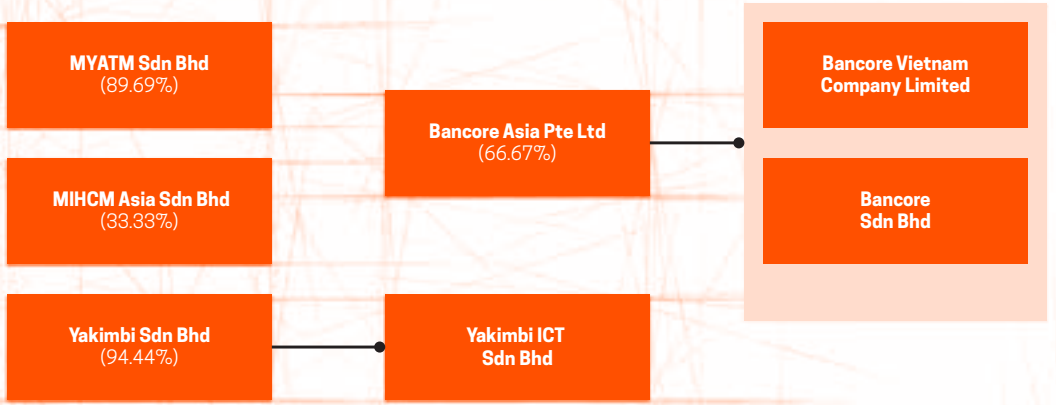 MYATM Sdn Bhd
(89.69%)
MIHCM Asia Sdn Bhd
(33.33%)
Yakimbi Sdn Bhd
(94.44%)
Bancore Asia Pte Ltd
(66.67%)
Yakimbi ICT
Sdn Bhd
Bancore Vietnam
Company Limited
Bancore
Sdn Bhd